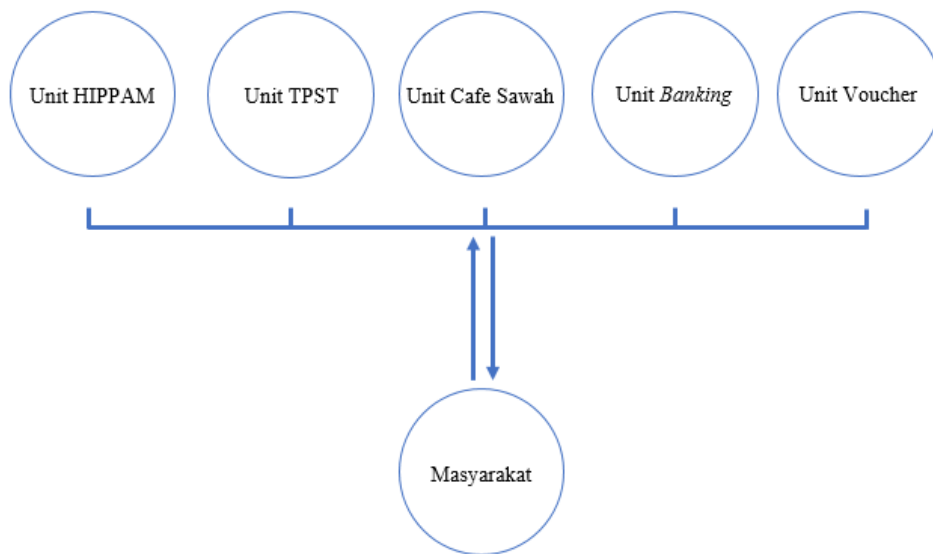 Unit HIPPAM
Unit TPST
Unit Cafe Sawah
Unit Banking
Unit Voucher
Masyarakat